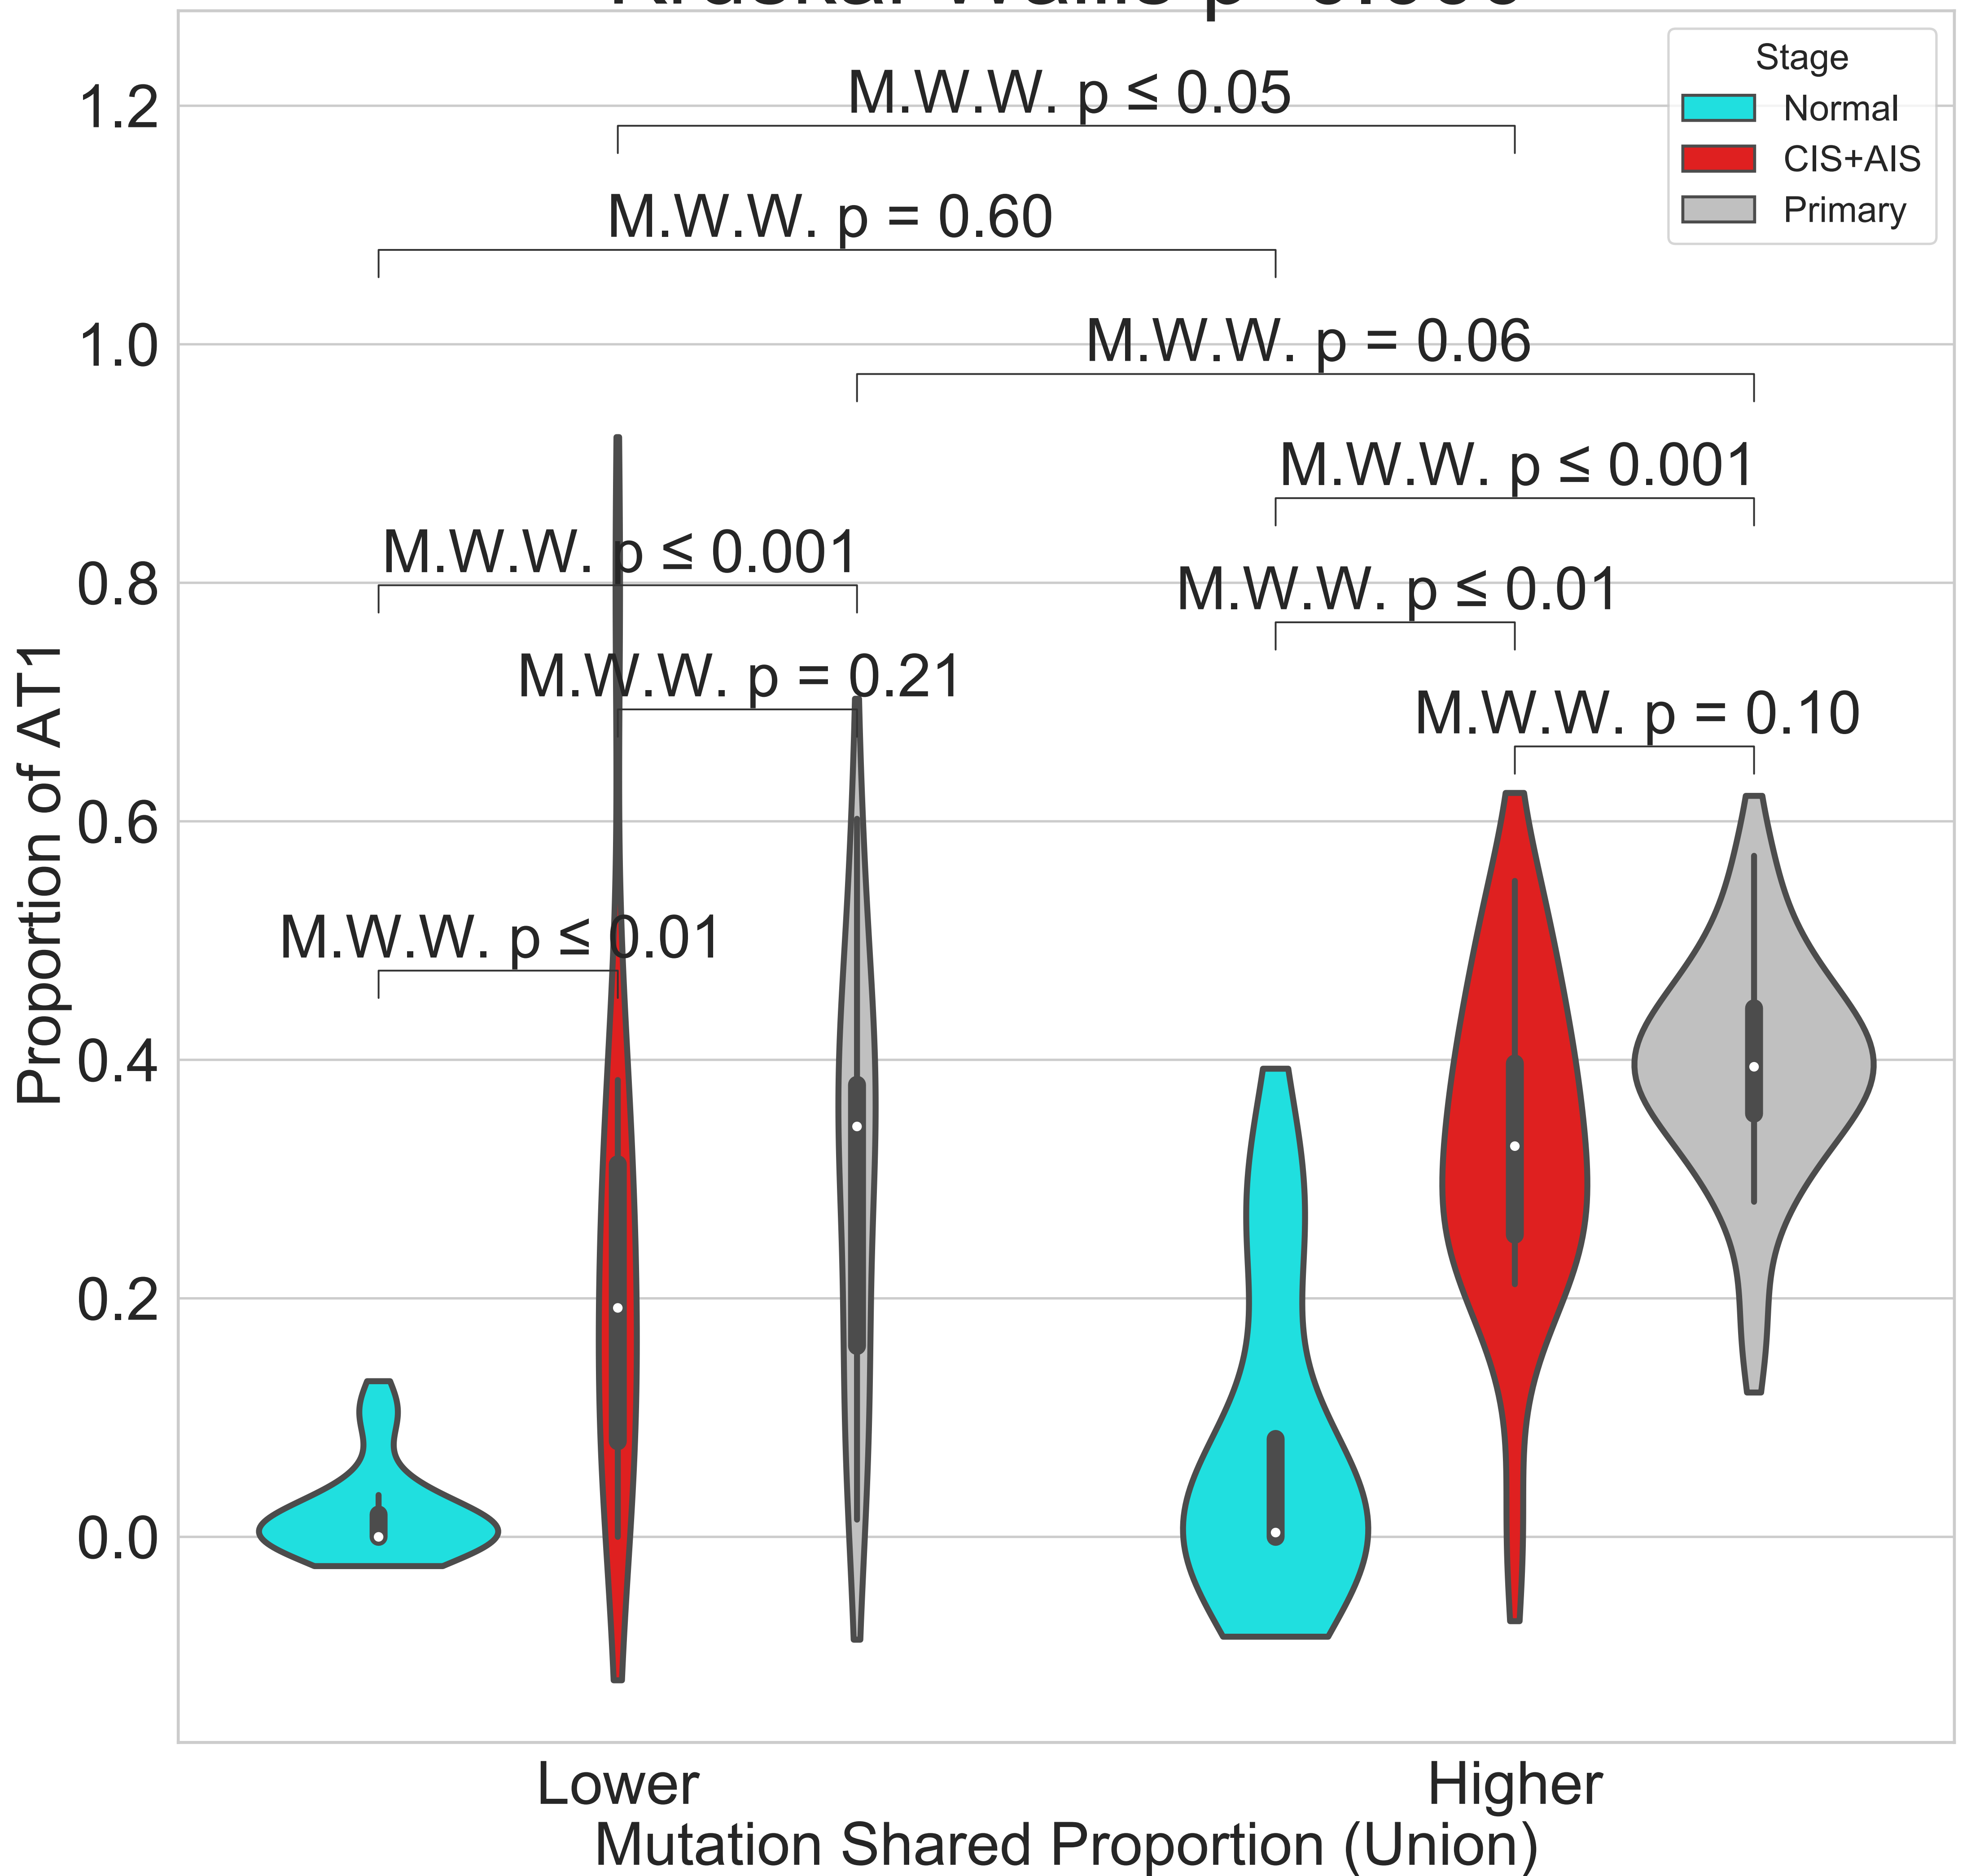 Stage
Normal
CIS+AIS
Primary
M.W.W. p ≤ 0.05
M.W.W. p = 0.60
M.W.W. p = 0.06
M.W.W. p ≤ 0.001
M.W.W. p ≤ 0.001
M.W.W. p ≤ 0.01
M.W.W. p = 0.21
M.W.W. p = 0.10
M.W.W. p ≤ 0.01
1.2
1.0
0.8
0.6
0.4
0.2
0.0
Proportion of AT1
Lower
Higher
Mutation Shared Proportion (Union)